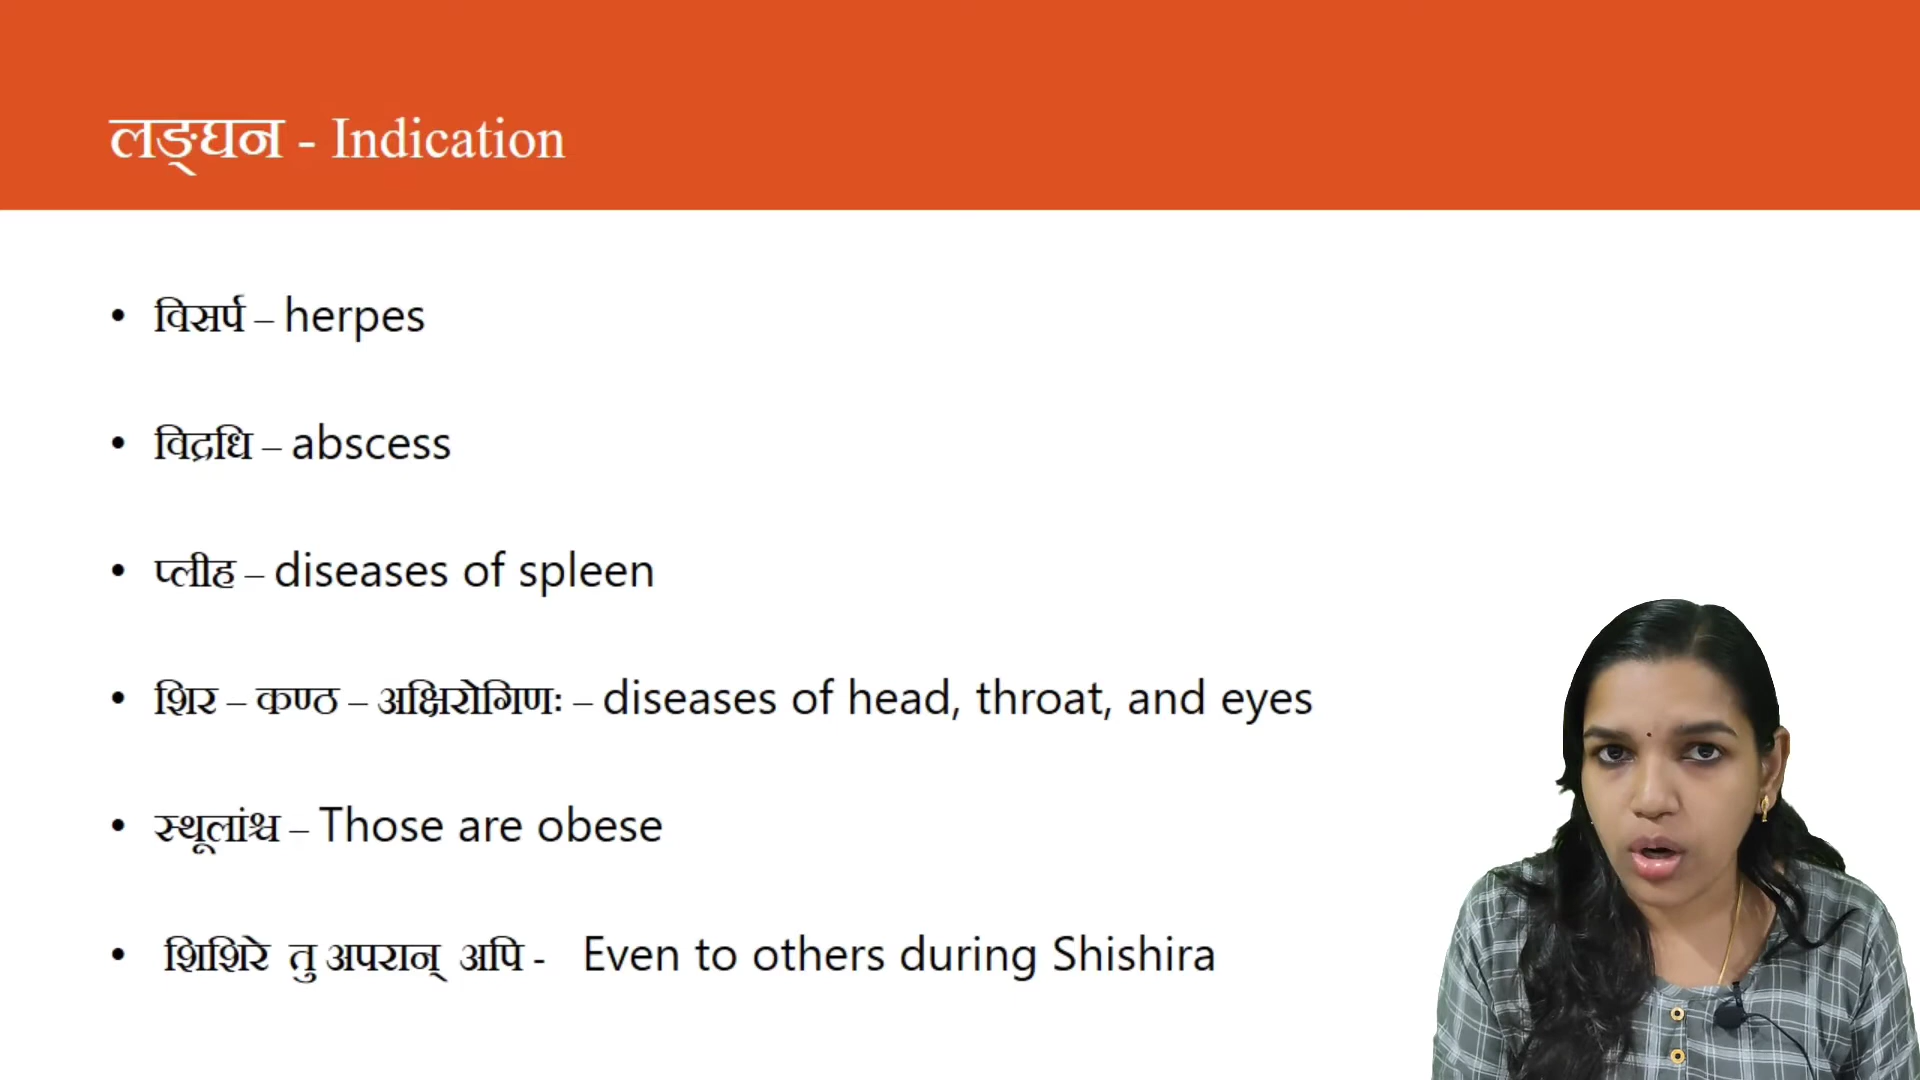 लङ्घन - Indication
• विसर्प – herpes
• विद्रधि – abscess
• प्लीह – diseases of spleen
• शिर – कण्ठ – अक्षिरोगिणः – diseases of head, throat, and eyes
• स्थूलांश्च – Those are obese
• शिशिरे तु अपरान् अपि - Even to others during Shishira